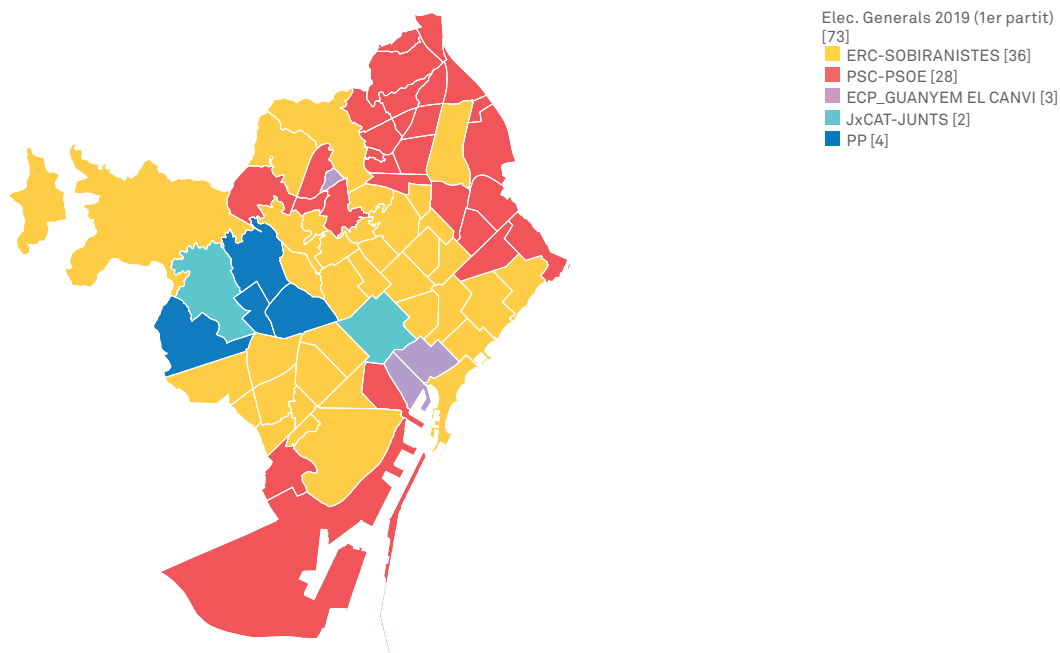 Elec. Generals 2019 (1er partit)
[73]
ERC-SOBIRANISTES [36]
PSC-PSOE [28]
ECP_GUANYEM EL CANVI [3]
JxCAT-JUNTS [2]
PP [4]